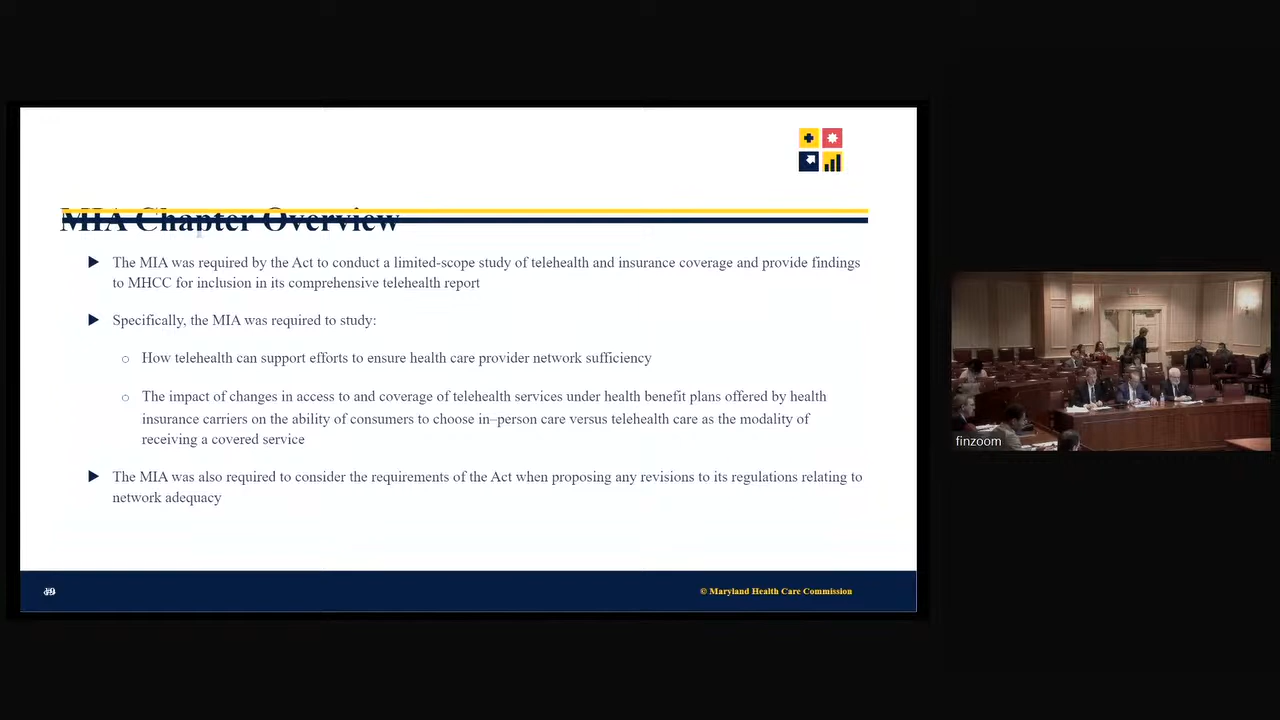 MIA Chapter Overview
The MIA was required by the Act to conduct a limited-scope study of telehealth and insurance coverage and provide findings
to MHCC for inclusion in its comprehensive telehealth report
Specifically, the MIA was required to study:
How telehealth can support efforts to ensure health care provider network sufficiency
The impact of changes in access to and coverage of telehealth services under health benefit plans offered by health
insurance carriers on the ability of consumers to choose in–person care versus telehealth care as the modality of
receiving a covered service
The MIA was also required to consider the requirements of the Act when proposing any revisions to its regulations relating to
network adequacy
© Maryland Health Care Commission
finzoom